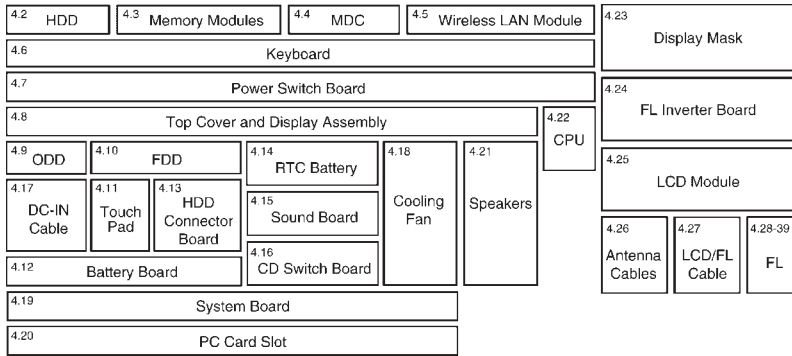 4.2 HDD
4.3 Memory Modules
4.4 MDC
4.5 Wireless LAN Module
4.6 Keyboard
4.7 Power Switch Board
4.8 Top Cover and Display Assembly
4.22 CPU
4.9 ODD
4.10 FDD
4.14 RTC Battery
4.18 Cooling
Fan
4.21 Speakers
4.17 DC-IN
Cable
4.11 Touch
Pad
4.13 HDD
Connector
Board
4.15 Sound Board
4.16 CD Switch Board
4.12 Battery Board
4.19 System Board
4.20 PC Card Slot
4.23 Display Mask
4.24 FL Inverter Board
4.25 LCD Module
4.26 Antenna
Cables
4.27 LCD/FL
Cable
4.28-39 FL